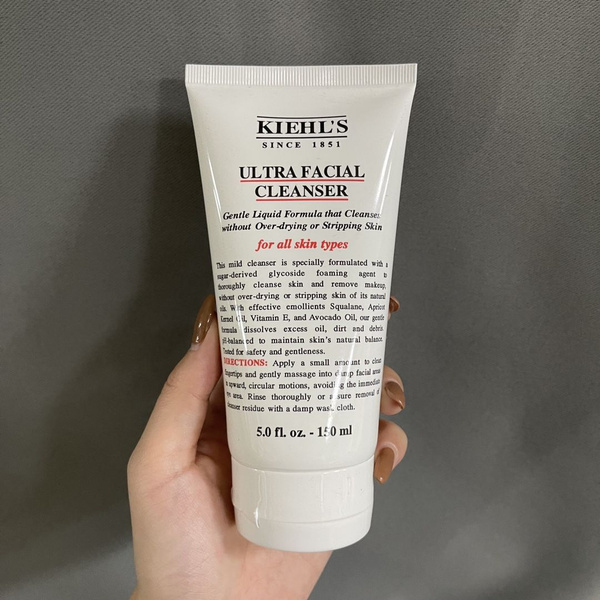 KIEHL'S
SINCE 1851
ULTRA FACIAL
CLEANSER
Gentle Liquid Formula that Cleanses
without Over-drying or Stripping Skin
for all skin types
This mild cleanser is specially formulated with a
sugar-derived glycoside foaming agent to
thoroughly cleanse skin and remove makeup,
without over-drying or stripping skin of its natural
oils. With effective emollients Squalane, Apricot
Kernel Oil, Vitamin E, and Avocado Oil, our gentle
formula dissolves excess oil, dirt and debris.
pH-balanced to maintain skin's natural balance.
Tested for safety and gentleness.
DIRECTIONS: Apply a small amount to clean
fingertips and gently massage into damp facial area
in upward, circular motions, avoiding the immediate
eye area. Rinse thoroughly or assure removal of
cleanser residue with a damp wash cloth.
5.0 fl. oz. - 150 ml